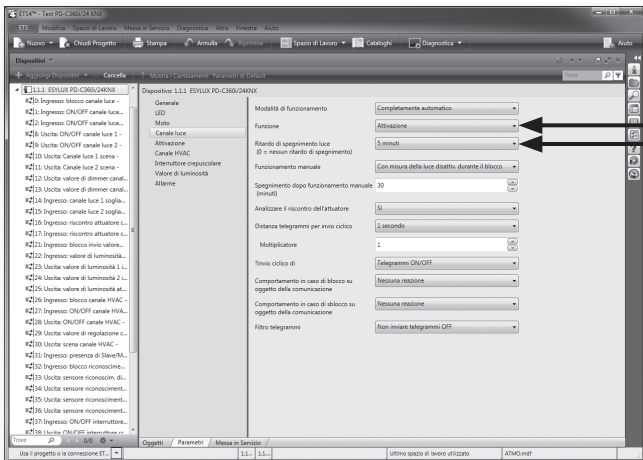 ETS4™ - Test PD-C360i/24 KNX
ETS Modifica Spazio di Lavoro Messa in Servizio Diagnostica Altro Finestra Aiuto
Nuovo Chiudi Progetto Stampa Annulla Ripristina Spazio di Lavoro Cataloghi Diagnostica Aiuto
Dispositivi
Aggiungi Dispositivi Cancella Mostra i Cambiamenti Parametri di Default Trova
1.1.1 ESYLUX PD-C360i/24KNX
0: Ingresso: blocco canale luce -
1: Ingresso: ON/OFF canale luce...
2: Ingresso: ON/OFF canale luce...
8: Uscita: ON/OFF canale luce 1 -
9: Uscita: ON/OFF canale luce 2 -
10: Uscita: Canale luce 1 scena -
11: Uscita: Canale luce 2 scena -
12: Uscita: valore di dimmer canal...
13: Uscita: valore di dimmer canal...
14: Ingresso: canale luce 1 soglia...
15: Ingresso: canale luce 2 soglia...
16: Ingresso: riscontro attuatore c...
17: Ingresso: riscontro attuatore c...
21: Ingresso: blocco invio valore...
22: Ingresso: valore di luminosità...
23: Uscita: valore di luminosità 1 i...
24: Uscita: valore di luminosità 2 i...
25: Uscita: valore di luminosità at...
26: Ingresso: blocco canale HVAC -
27: Ingresso: ON/OFF canale HVA...
28: Uscita: ON/OFF canale HVAC -
29: Uscita: valore di regolazione c...
30: Uscita: scena canale HVAC -
31: Ingresso: presenza di Slave/M...
32: Ingresso: blocco riconoscime...
33: Uscita: sensore riconoscim. di...
34: Uscita: sensore riconosciment...
35: Uscita: sensore riconosciment...
36: Uscita: sensore riconosciment...
37: Ingresso: ON/OFF interruttore...
38: Uscita: ON/OFF interruttore cr...
Trova 0/0
Dispositivo: 1.1.1 ESYLUX PD-C360i/24KNX
Generale
LED
Moto
Canale luce
Attivazione
Canale HVAC
Interruttore crepuscolare
Valore di luminosità
Allarme
Modalità di funzionamento Completamente automatico
Funzione Attivazione
Ritardo di spegnimento luce
(0 = nessun ritardo di spegnimento) 5 minuti
Funzionamento manuale Con misura della luce disattiv. durante il blocco
Spegnimento dopo funzionamento manuale
(minuti) 30
Analizzare il riscontro dell'attuatore Sì
Distanza telegrammi per invio ciclico 1 secondo
Moltiplicatore 1
Tinvio ciclico di Telegrammi ON/OFF
Comportamento in caso di blocco su
oggetto della comunicazione Nessuna reazione
Comportamento in caso di sblocco su
oggetto della comunicazione Nessuna reazione
Filtro telegrammi Non inviare telegrammi OFF
Oggetti Parametri Messa in Servizio
Usa il progetto o la connessione ET... 1.1... 1.1... Ultimo spazio di lavoro utilizzato ATMO.mdf